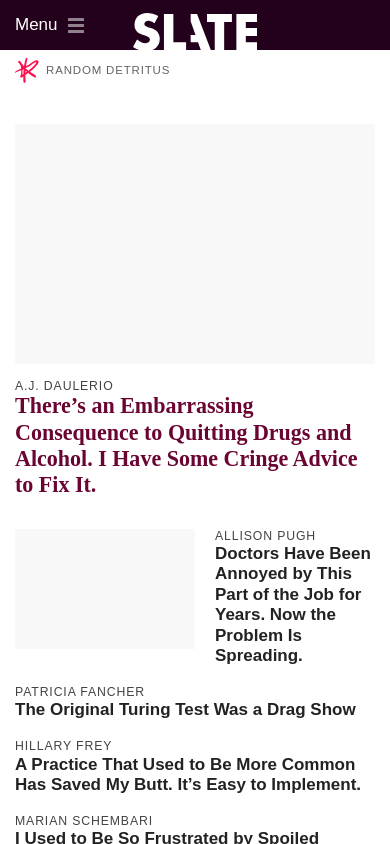 Menu
SLATE
RANDOM DETRITUS
A.J. DAULERIO
There’s an Embarrassing
Consequence to Quitting Drugs and
Alcohol. I Have Some Cringe Advice
to Fix It.
ALLISON PUGH
Doctors Have Been
Annoyed by This
Part of the Job for
Years. Now the
Problem Is
Spreading.
PATRICIA FANCHER
The Original Turing Test Was a Drag Show
HILLARY FREY
A Practice That Used to Be More Common
Has Saved My Butt. It’s Easy to Implement.
MARIAN SCHEMBARI
I Used to Be So Frustrated by Spoiled